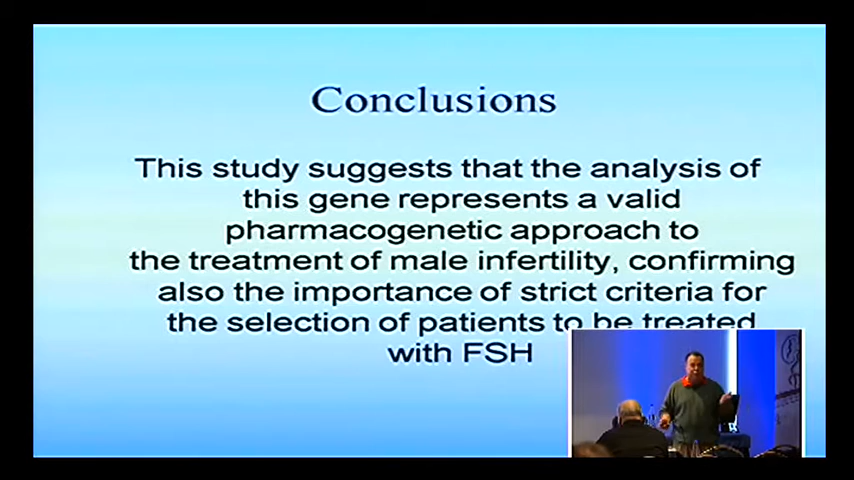 Conclusions
This study suggests that the analysis of
this gene represents a valid
pharmacogenetic approach to
the treatment of male infertility, confirming
also the importance of strict criteria for
the selection of patients to be treated
with FSH